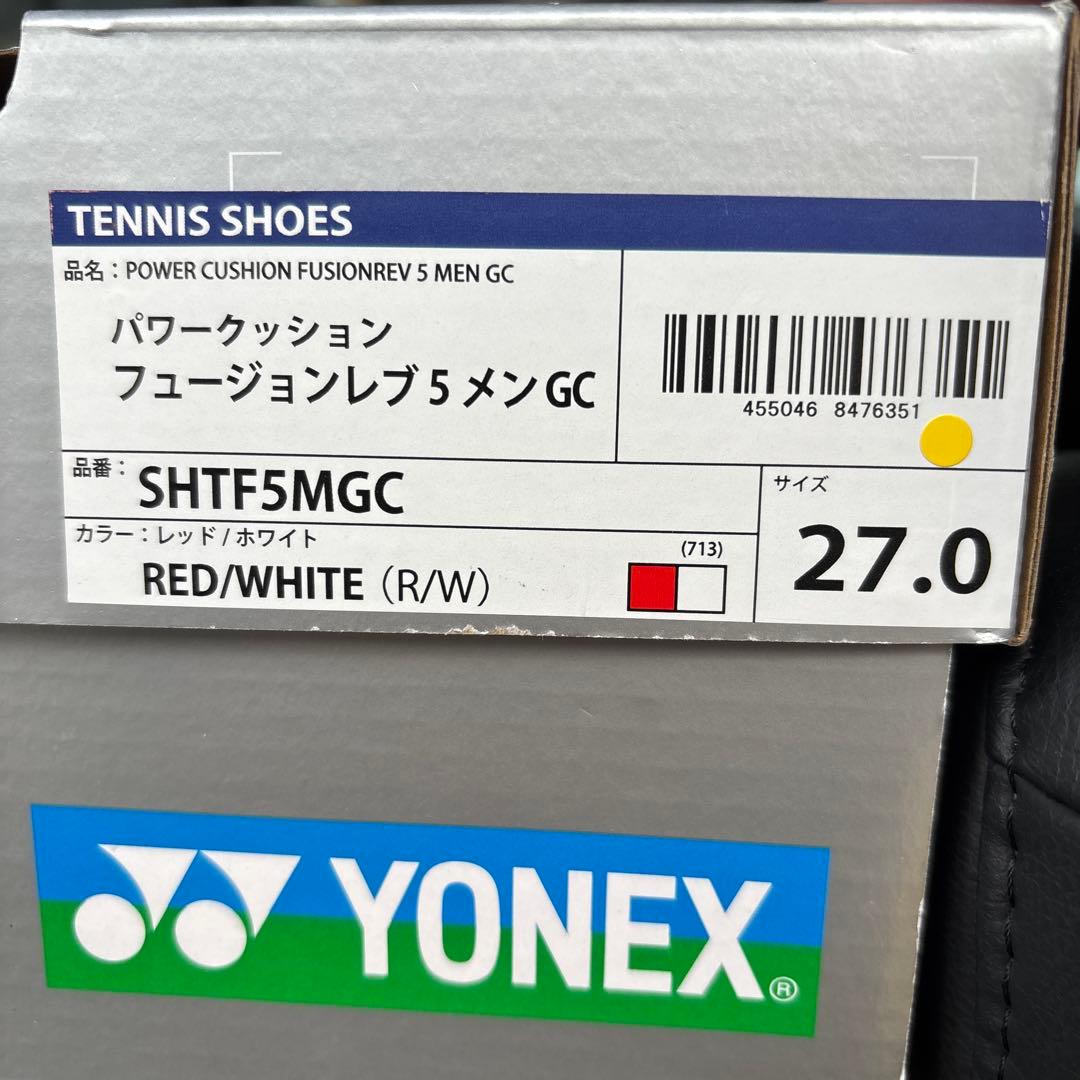 TENNIS SHOES
品名：POWER CUSHION FUSIONREV 5 MEN GC
パワークッション
フュージョンレブ 5 メン GC
455046 8476351
品番：
SHTF5MGC
サイズ
27.0
カラー：レッド / ホワイト
(713)
RED/WHITE（R/W）
YONEX®